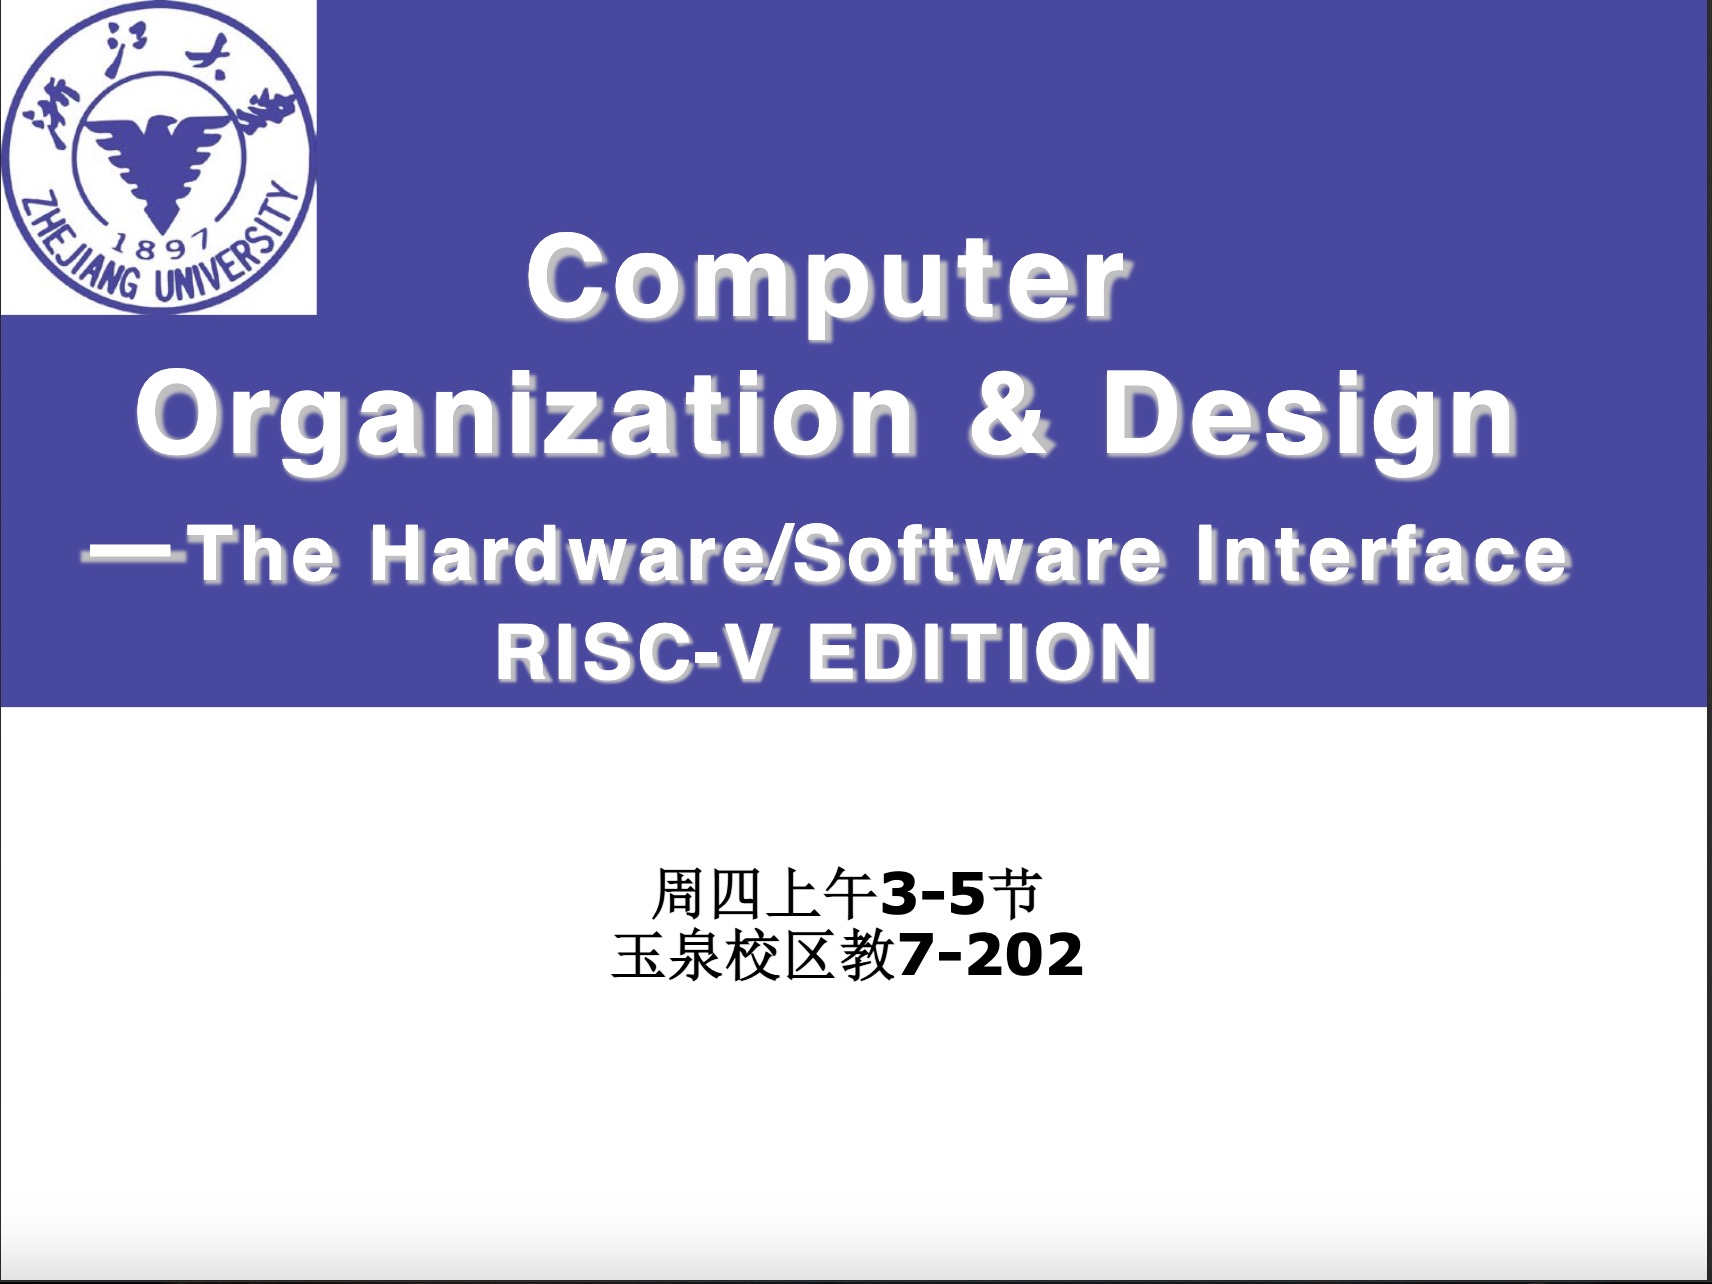 浙江大学
ZHEJIANG UNIVERSITY
1897
Computer
Organization & Design
—The Hardware/Software Interface
RISC-V EDITION
周四上午3-5节
玉泉校区教7-202